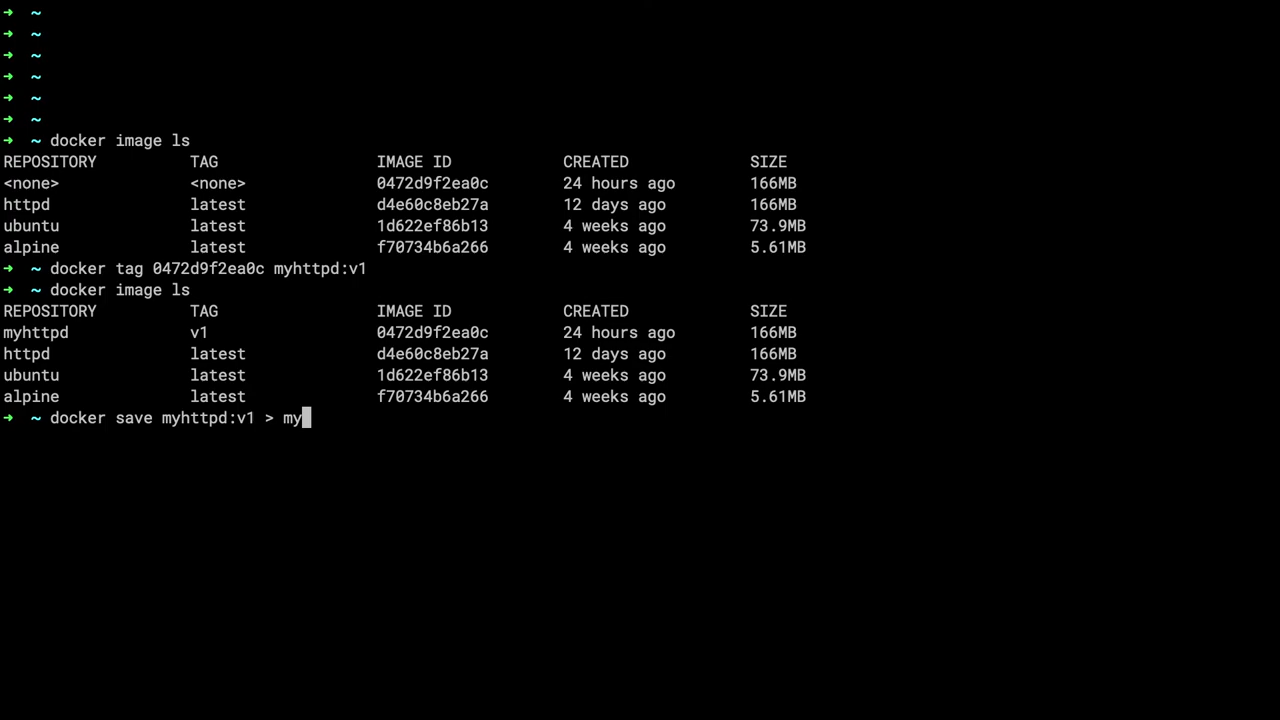 ➜  ~
➜  ~
➜  ~
➜  ~
➜  ~
➜  ~
➜  ~ docker image ls
REPOSITORY          TAG                 IMAGE ID            CREATED             SIZE
<none>              <none>              0472d9f2ea0c        24 hours ago        166MB
httpd               latest              d4e60c8eb27a        12 days ago         166MB
ubuntu              latest              1d622ef86b13        4 weeks ago         73.9MB
alpine              latest              f70734b6a266        4 weeks ago         5.61MB
➜  ~ docker tag 0472d9f2ea0c myhttpd:v1
➜  ~ docker image ls
REPOSITORY          TAG                 IMAGE ID            CREATED             SIZE
myhttpd             v1                  0472d9f2ea0c        24 hours ago        166MB
httpd               latest              d4e60c8eb27a        12 days ago         166MB
ubuntu              latest              1d622ef86b13        4 weeks ago         73.9MB
alpine              latest              f70734b6a266        4 weeks ago         5.61MB
➜  ~ docker save myhttpd:v1 > my